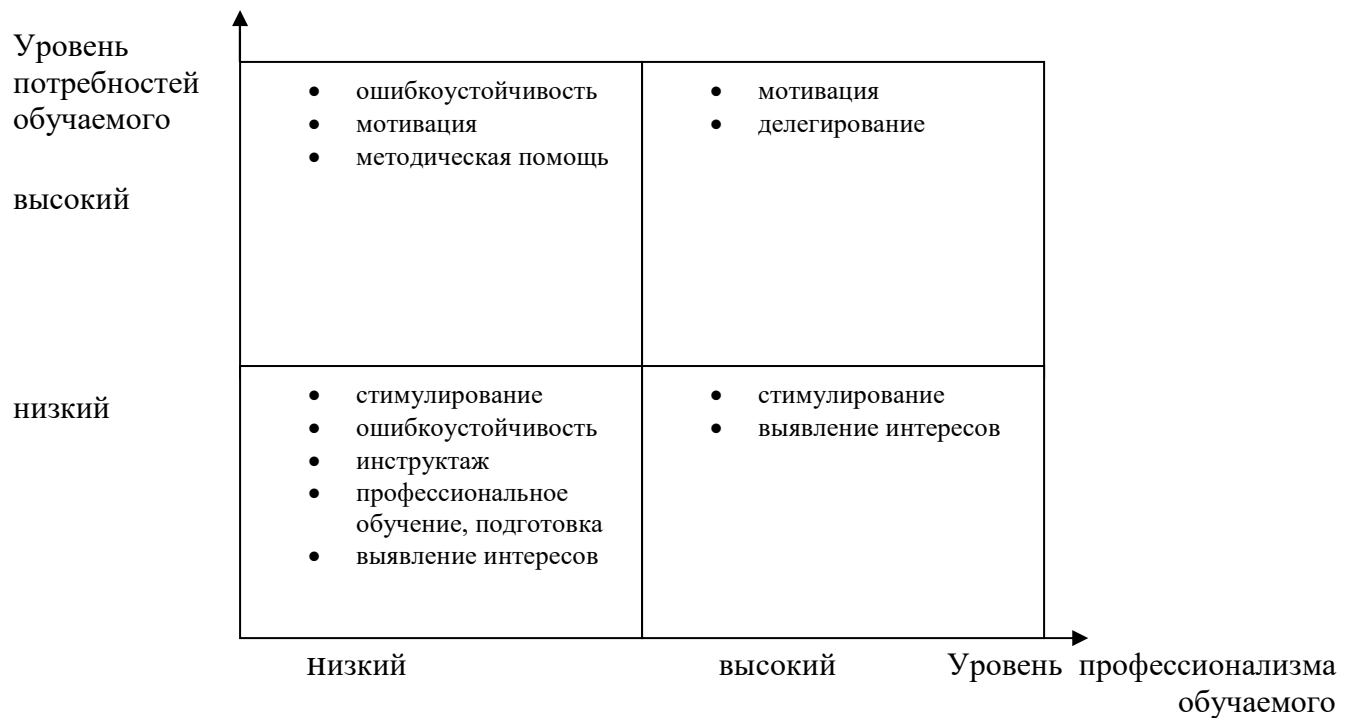 Уровень
потребностей
обучаемого
высокий
• ошибкоустойчивость
• мотивация
• методическая помощь
• мотивация
• делегирование
низкий
• стимулирование
• ошибкоустойчивость
• инструктаж
• профессиональное
обучение, подготовка
• выявление интересов
• стимулирование
• выявление интересов
низкий
высокий
Уровень профессионализма
обучаемого